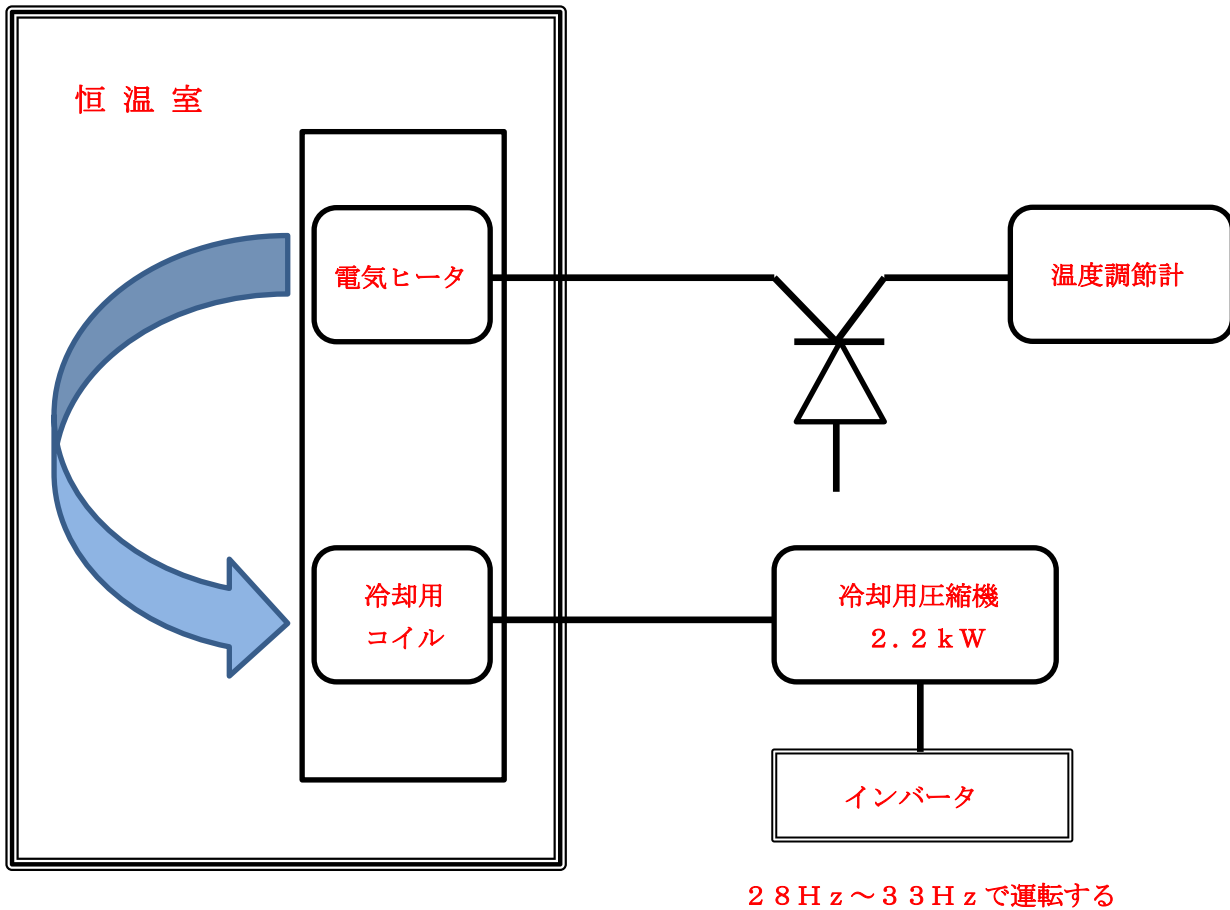 恒 温 室
電気ヒータ
温度調節計
冷却用
コイル
冷却用圧縮機
２．２ｋＷ
インバータ
２８Ｈｚ～３３Ｈｚで運転する